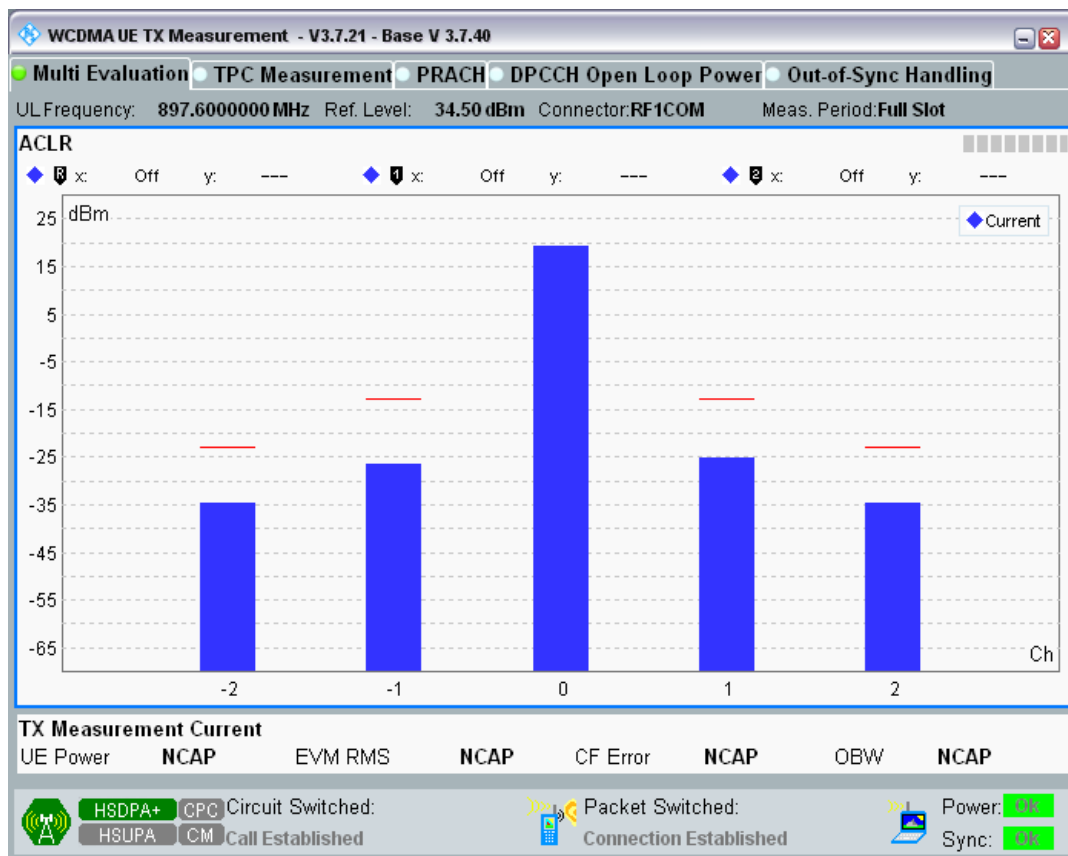 WCDMA UE TX Measurement - V3.7.21 - Base V 3.7.40
Multi Evaluation TPC Measurement PRACH DPCCH Open Loop Power Out-of-Sync Handling
UL Frequency: 897.6000000 MHz Ref. Level: 34.50 dBm Connector:RF1COM Meas. Period:Full Slot
ACLR
R x: Off y: --- 1 x: Off y: --- 2 x: Off y: ---
25 dBm
Current
15
5
-5
-15
-25
-35
-45
-55
-65
Ch
-2 -1 0 1 2
TX Measurement Current
UE Power NCAP EVM RMS NCAP CF Error NCAP OBW NCAP
HSDPA+ CPC Circuit Switched: Packet Switched: Power: OK
HSUPA CM Call Established Connection Established Sync: OK